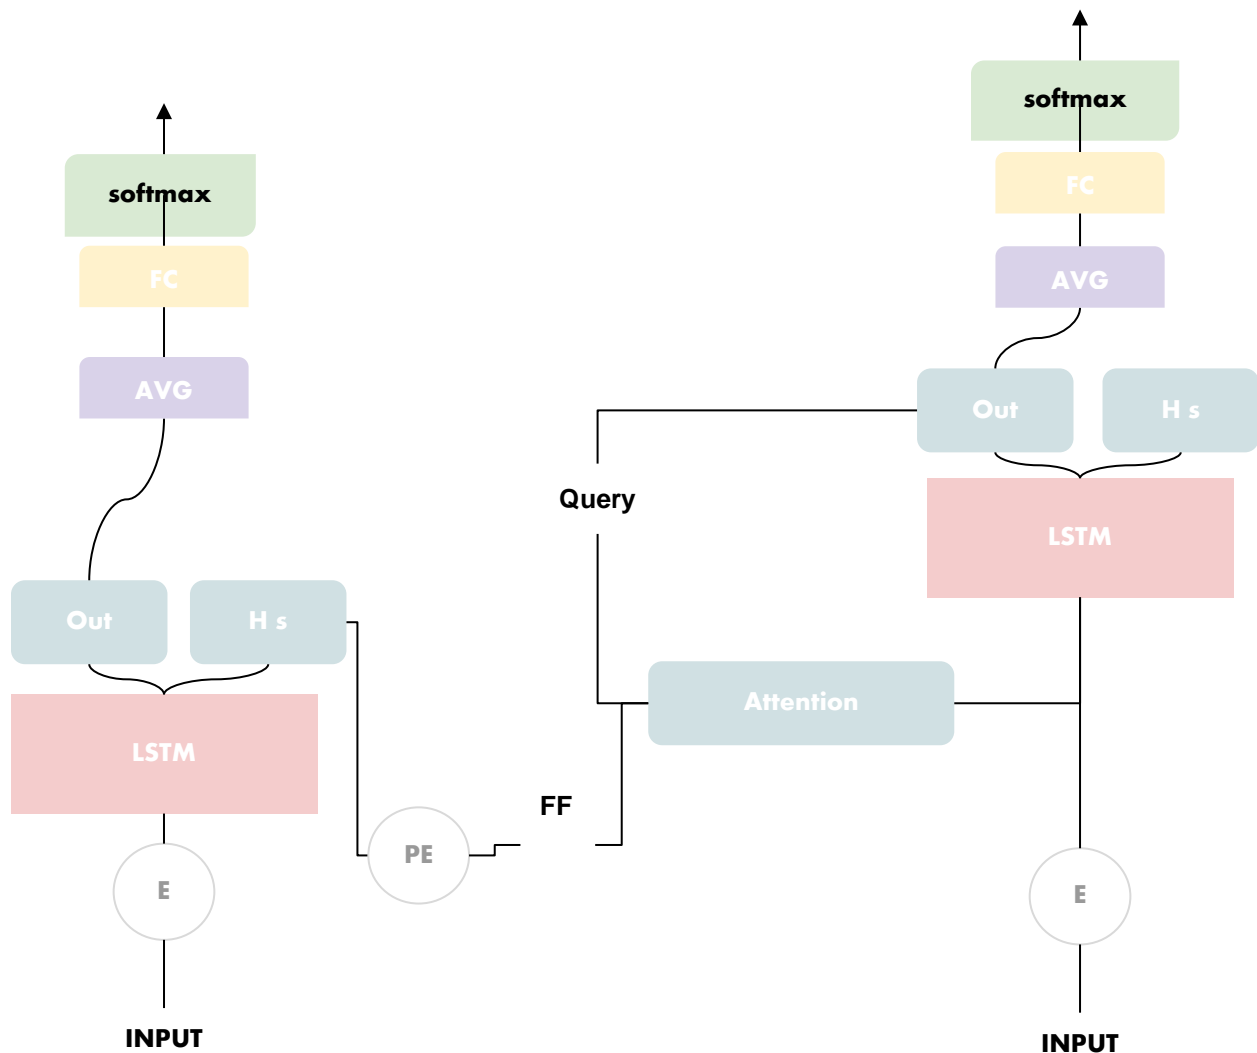 softmax
FC
AVG
Out
H s
LSTM
E
INPUT
PE
FF
Query
Attention
softmax
FC
AVG
Out
H s
LSTM
E
INPUT